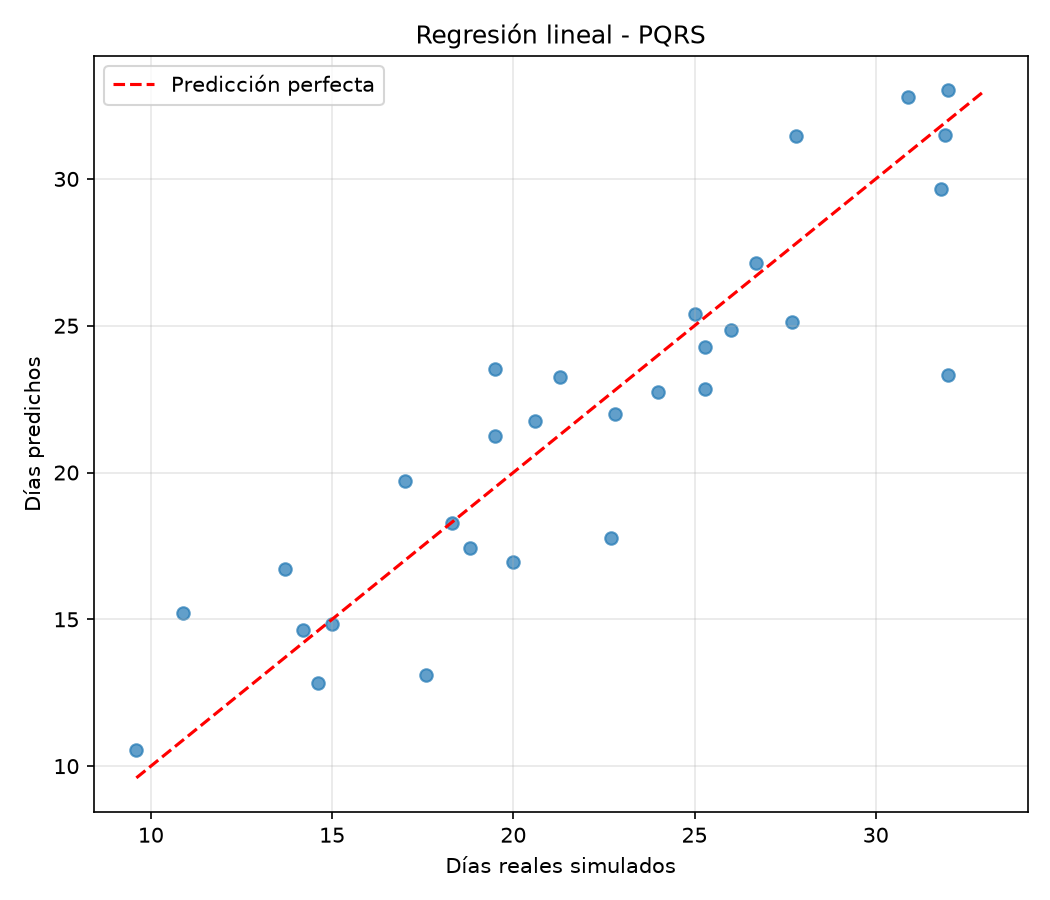 Regresión lineal - PQRS
Predicción perfecta
30
25
20
15
10
Días predichos
10 15 20 25 30
Días reales simulados